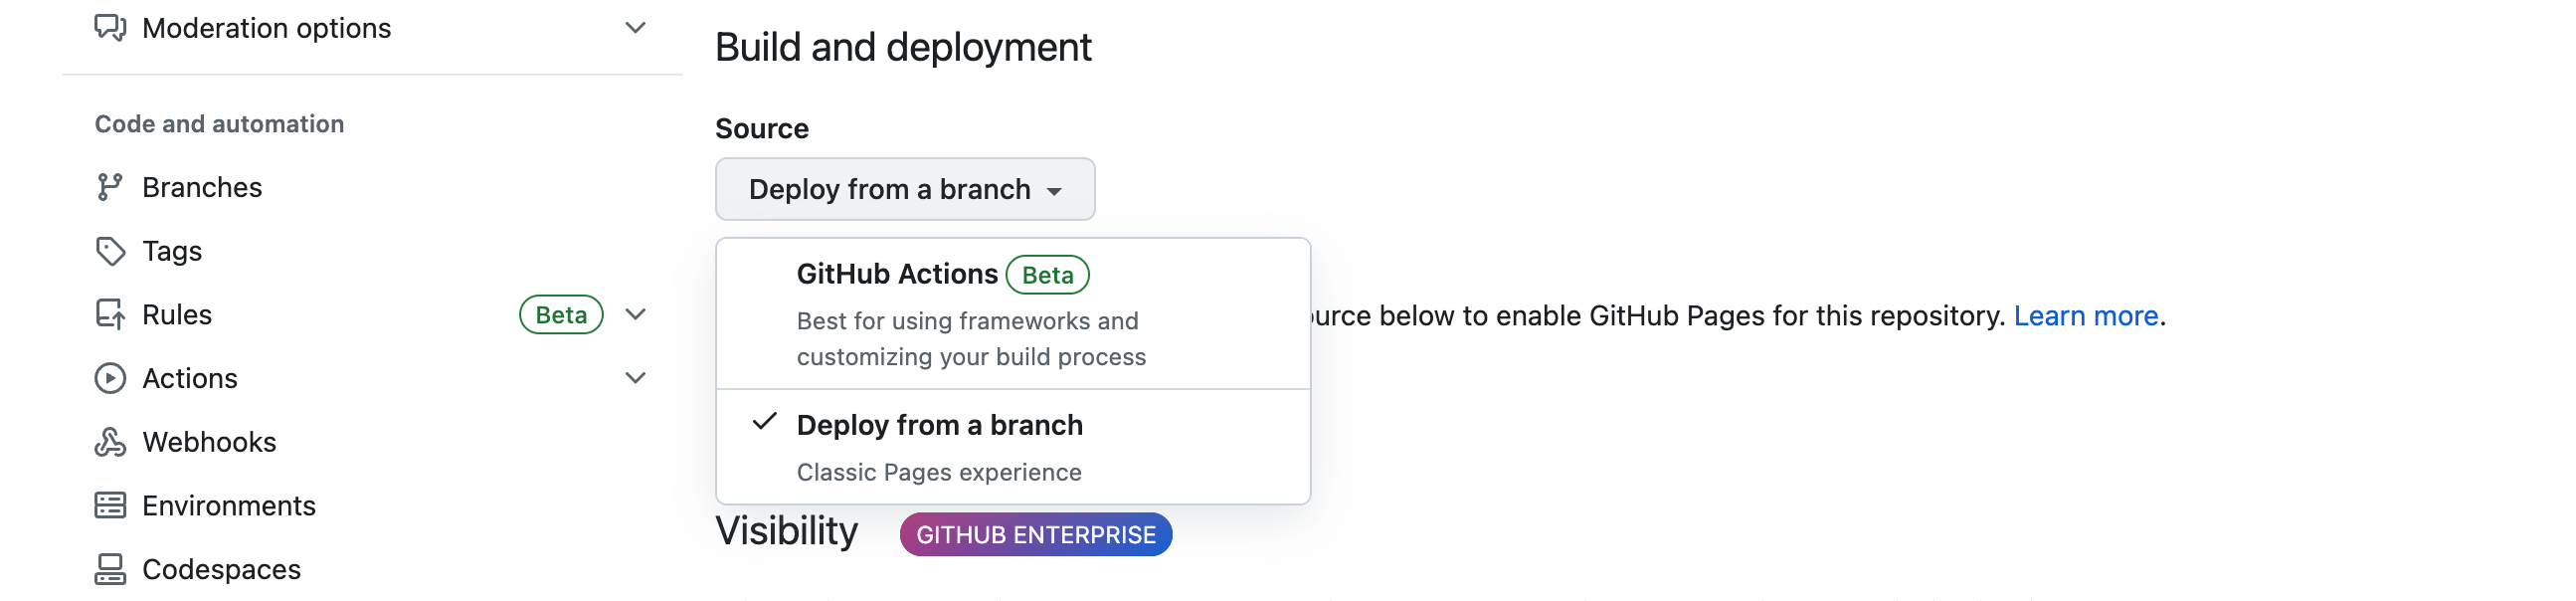 Moderation options
Code and automation
Branches
Tags
Rules Beta
Actions
Webhooks
Environments
Codespaces
Build and deployment
Source
Deploy from a branch
GitHub Actions Beta
Best for using frameworks and
customizing your build process
Deploy from a branch
Classic Pages experience
below to enable GitHub Pages for this repository. Learn more.
Visibility GITHUB ENTERPRISE